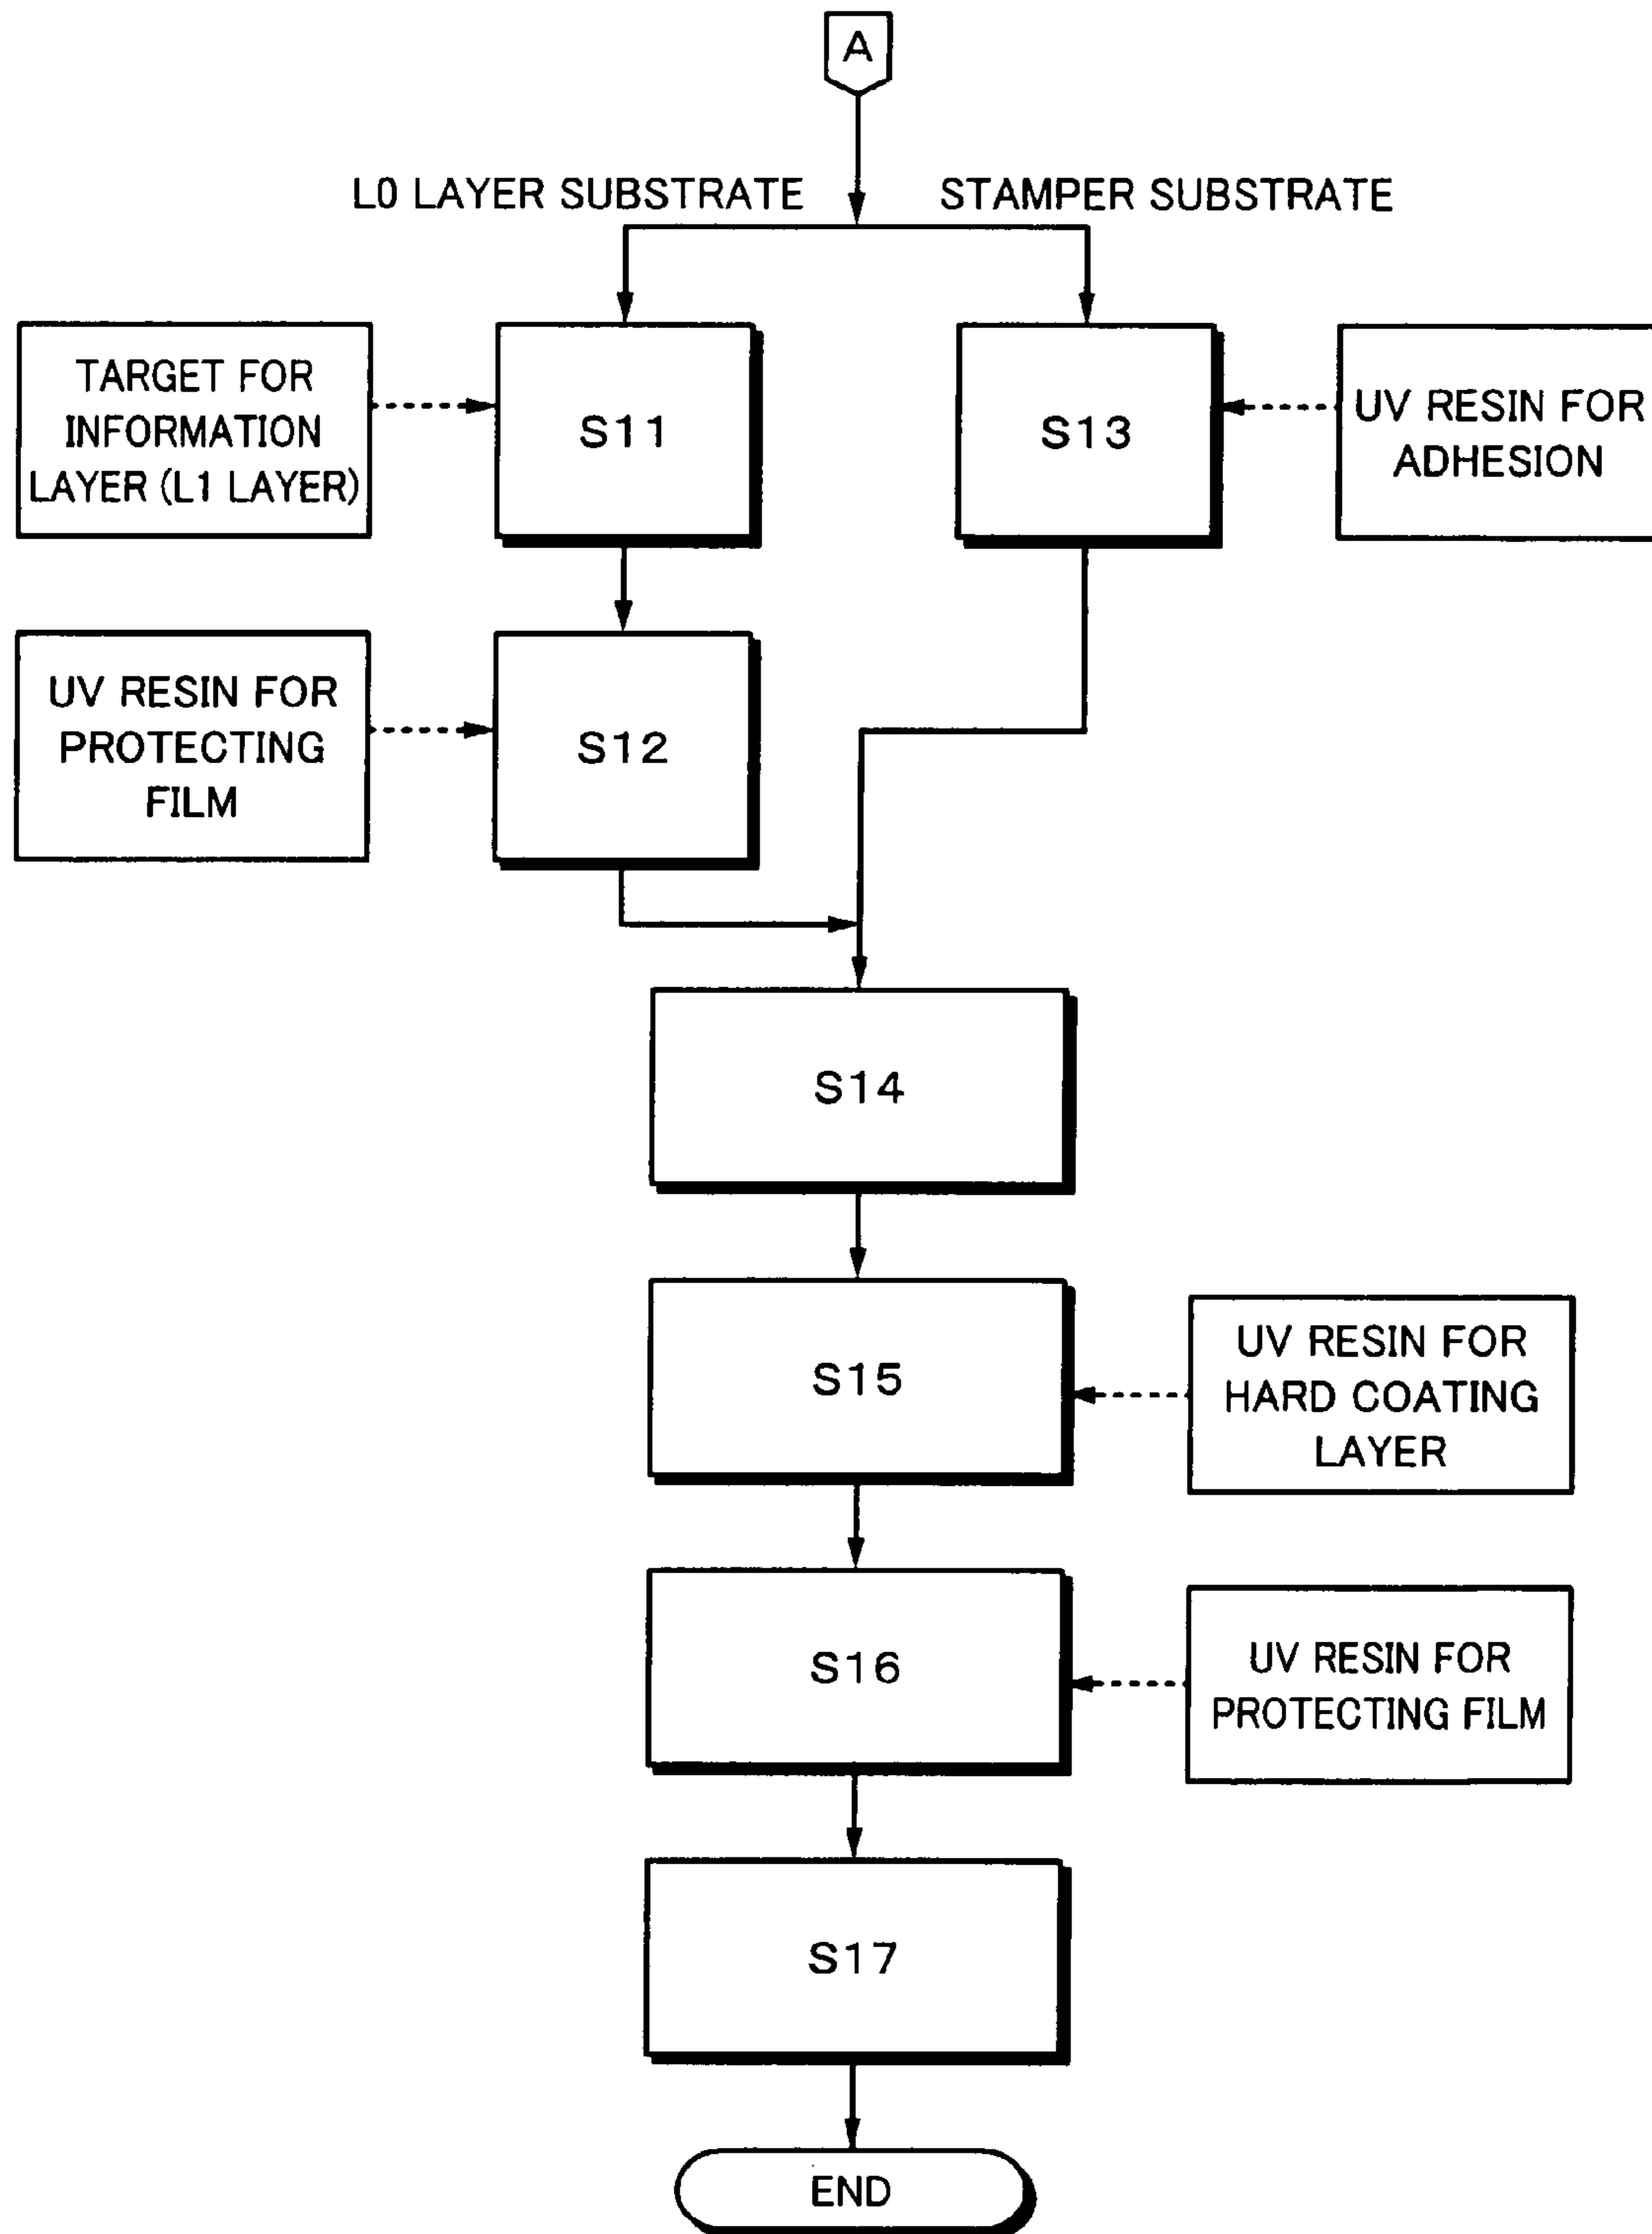 A
L0 LAYER SUBSTRATE
STAMPER SUBSTRATE
TARGET FOR
INFORMATION
LAYER (L1 LAYER)
S11
S13
UV RESIN FOR
ADHESION
UV RESIN FOR
PROTECTING
FILM
S12
S14
S15
UV RESIN FOR
HARD COATING
LAYER
S16
UV RESIN FOR
PROTECTING FILM
S17
END